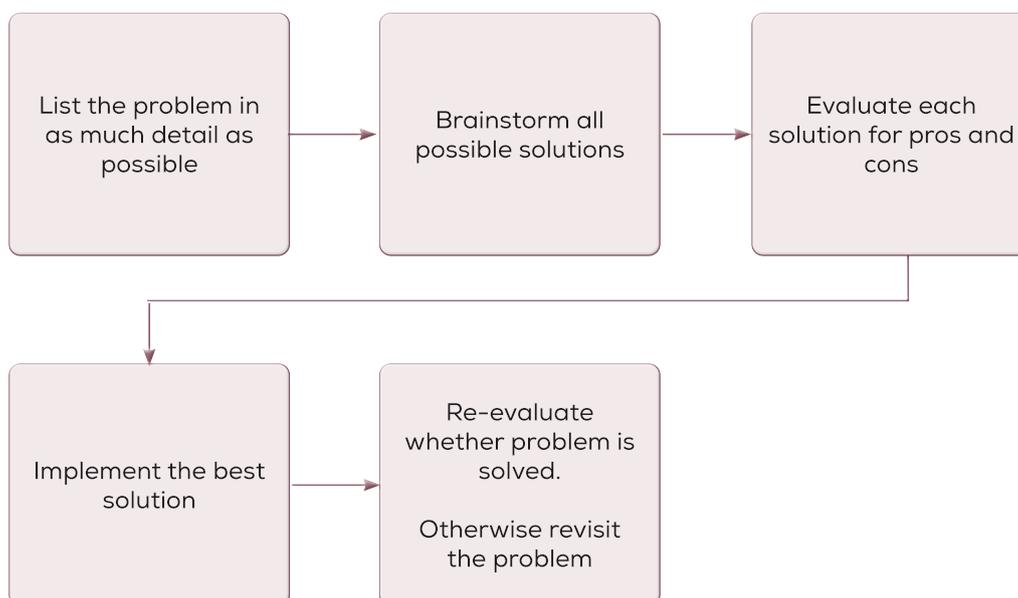 List the problem in
as much detail as
possible
Brainstorm all
possible solutions
Evaluate each
solution for pros and
cons
Implement the best
solution
Re-evaluate
whether problem is
solved.
Otherwise revisit
the problem